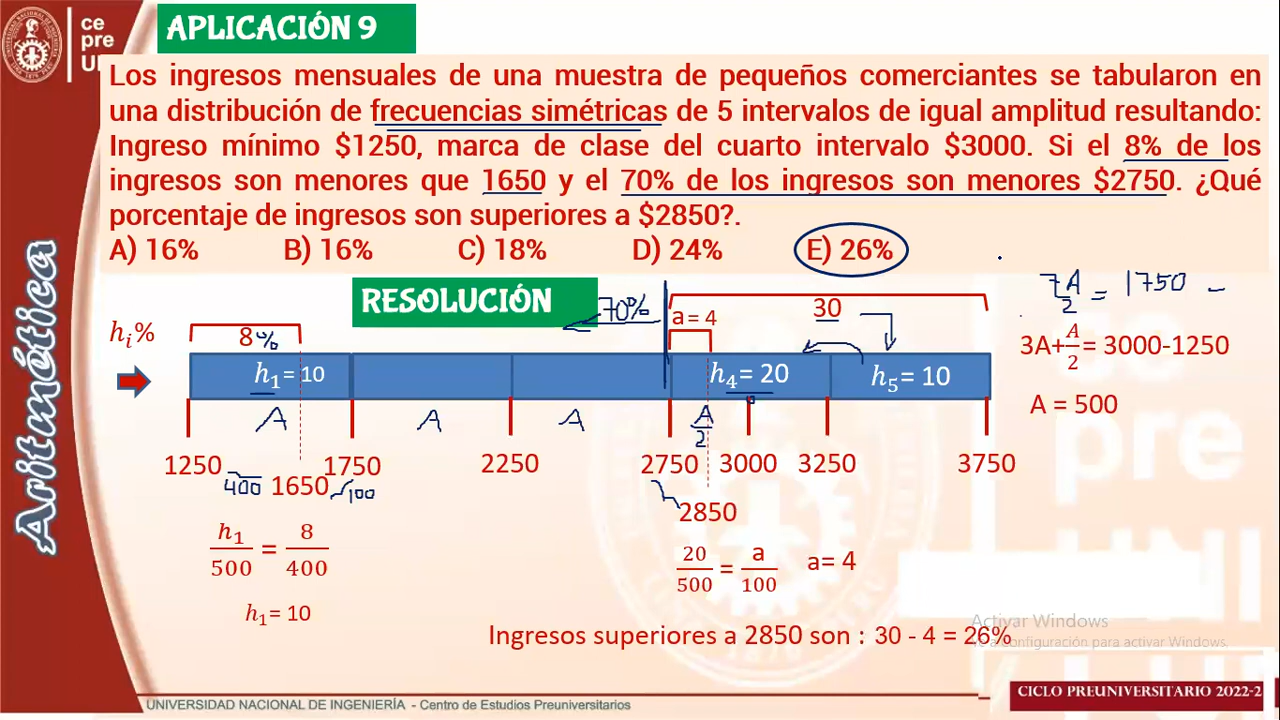 ce
pre
U
APLICACIÓN 9
Los ingresos mensuales de una muestra de pequeños comerciantes se tabularon en
una distribución de frecuencias simétricas de 5 intervalos de igual amplitud resultando:
Ingreso mínimo $1250, marca de clase del cuarto intervalo $3000. Si el 8% de los
ingresos son menores que 1650 y el 70% de los ingresos son menores $2750. ¿Qué
porcentaje de ingresos son superiores a $2850?.
A) 16% B) 16% C) 18% D) 24% E) 26%
RESOLUCIÓN
70%
a = 4
30
7A/2 = 1750
hᵢ%
8%
3A+A/2= 3000-1250
h₁= 10 h₄= 20 h₅= 10
A = 500
A A A A/2
1250 1750 2250 2750 3000 3250 3750
400 1650 100
2850
h₁/500 = 8/400
20/500 = a/100 a= 4
h₁= 10
Ingresos superiores a 2850 son : 30 - 4 = 26%
Activar Windows
Ve a Configuración para activar Windows.
Aritmética
UNIVERSIDAD NACIONAL DE INGENIERÍA - Centro de Estudios Preuniversitarios
CICLO PREUNIVERSITARIO 2022-2